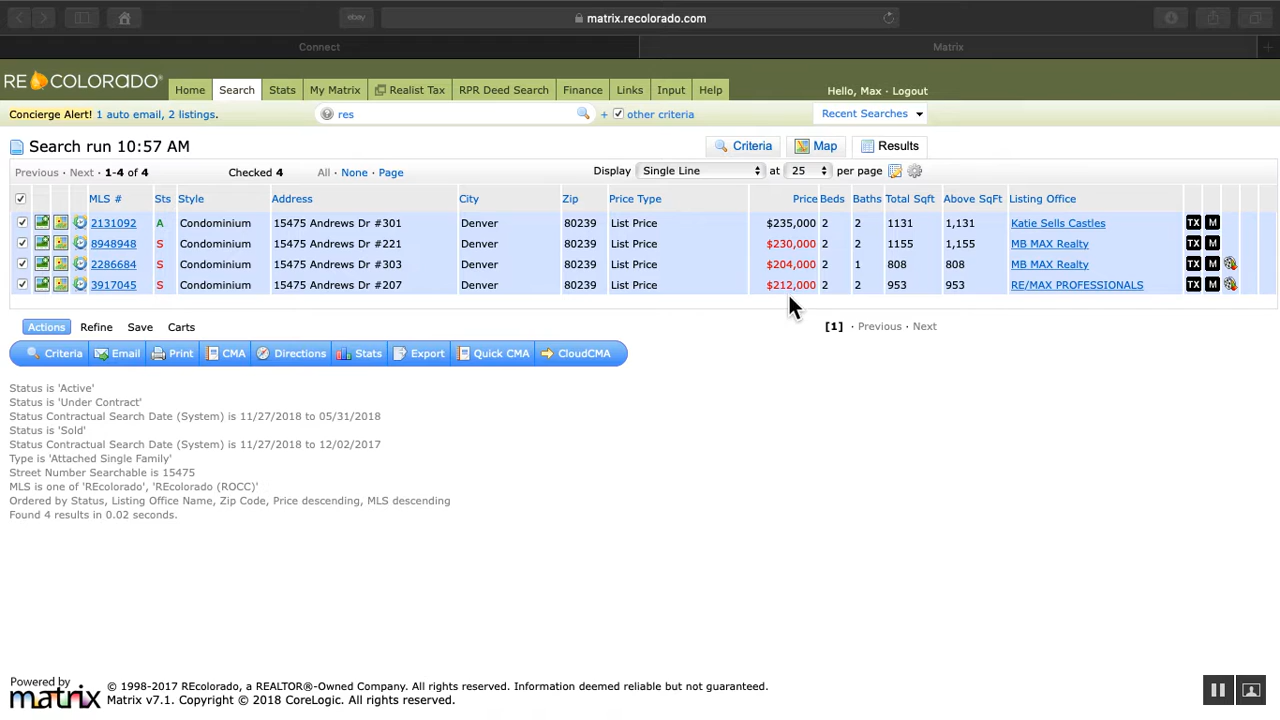 ebay
matrix.recolorado.com
Connect Matrix
RE COLORADO Home Search Stats My Matrix Realist Tax RPR Deed Search Finance Links Input Help Hello, Max - Logout
Concierge Alert! 1 auto email, 2 listings. res + other criteria Recent Searches
Search run 10:57 AM Criteria Map Results
Previous · Next · 1-4 of 4 Checked 4 All · None · Page Display Single Line at 25 per page
MLS # Sts Style Address City Zip Price Type Price Beds Baths Total Sqft Above SqFt Listing Office
2131092 A Condominium 15475 Andrews Dr #301 Denver 80239 List Price $235,000 2 2 1131 1,131 Katie Sells Castles TX M
8948948 S Condominium 15475 Andrews Dr #221 Denver 80239 List Price $230,000 2 2 1155 1,155 MB MAX Realty TX M
2286684 S Condominium 15475 Andrews Dr #303 Denver 80239 List Price $204,000 2 1 808 808 MB MAX Realty TX M
3917045 S Condominium 15475 Andrews Dr #207 Denver 80239 List Price $212,000 2 2 953 953 RE/MAX PROFESSIONALS TX M
Actions Refine Save Carts [1] · Previous · Next
Criteria Email Print CMA Directions Stats Export Quick CMA CloudCMA
Status is 'Active'
Status is 'Under Contract'
Status Contractual Search Date (System) is 11/27/2018 to 05/31/2018
Status is 'Sold'
Status Contractual Search Date (System) is 11/27/2018 to 12/02/2017
Type is 'Attached Single Family'
Street Number Searchable is 15475
MLS is one of 'REcolorado', 'REcolorado (ROCC)'
Ordered by Status, Listing Office Name, Zip Code, Price descending, MLS descending
Found 4 results in 0.02 seconds.
Powered by
matrix
© 1998-2017 REcolorado, a REALTOR®-Owned Company. All rights reserved. Information deemed reliable but not guaranteed.
Matrix v7.1. Copyright © 2018 CoreLogic. All rights reserved.